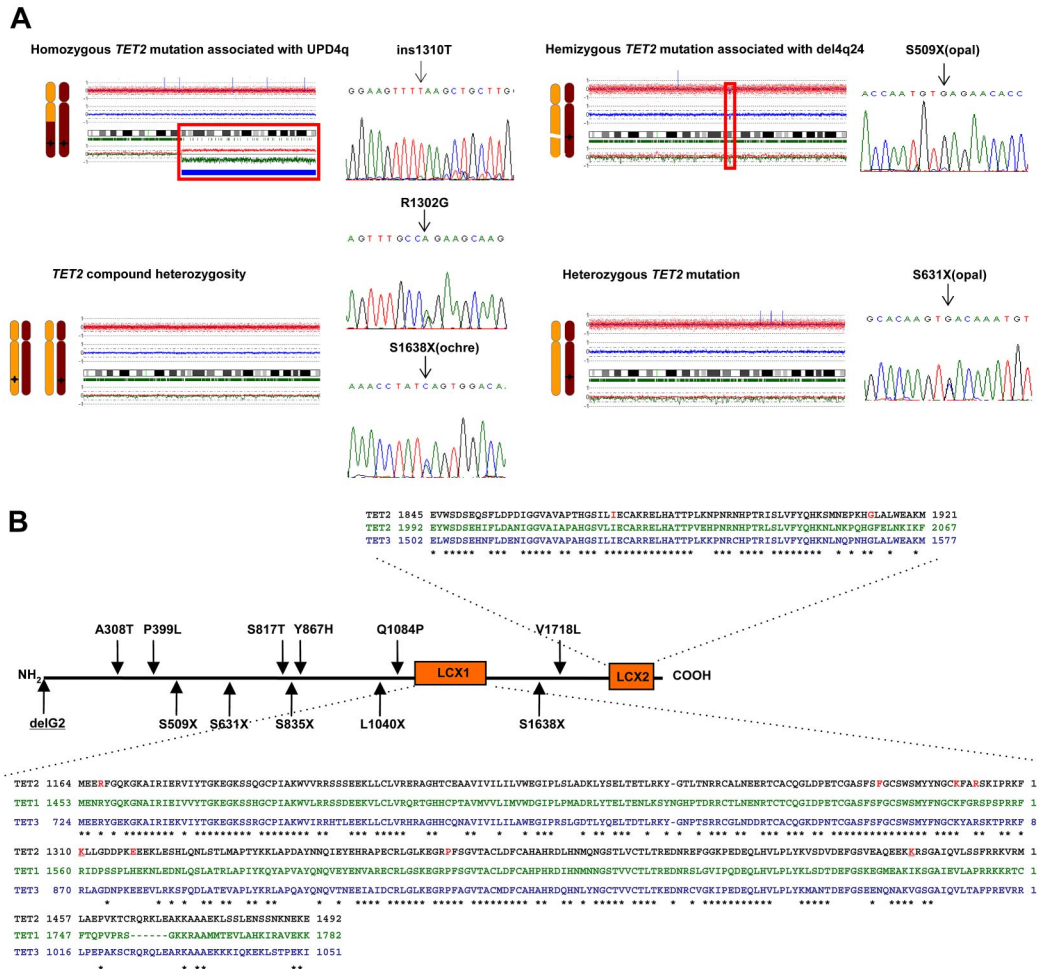 A
Homozygous TET2 mutation associated with UPD4q
ins1310T
GGAAGTTTTAAGCTGCTTG
Hemizygous TET2 mutation associated with del4q24
S509X(opal)
ACCAATGTGAGAACACC
R1302G
AGTTTGCCAGAAGCAAG
TET2 compound heterozygosity
S1638X(ochre)
AAACCTATCAGTGGACA.
Heterozygous TET2 mutation
S631X(opal)
GCACAAGTGACAAATGT
B
TET2 1845 EVWSDSEQSFLDPDIGGVAVAPTHGSILIECAKRELHATTPLKNPNRNHPTRISLVFYQHKSMNEPKHGLALWEAKM 1921
TET2 1992 EYWSDSEHIFLDANIGGVAIAPAHGSVLIECARRELHATTPVEHPNRNHPTRLSLVFYQHKNLNKPQHGFELNKIKF 2067
TET3 1502 ELWSDSEHNFLDENIGGVAVAPAHGSILIECARRELHATTPLKKPNRCHPTRISLVFYQHKNLNQPNHGLALWEAKM 1577
A308T
P399L
S817T
Y867H
Q1084P
V1718L
NH2
LCX1
LCX2
COOH
delG2
S509X
S631X
S835X
L1040X
S1638X
TET2 1164 MEERFGQKGKAIRIERVIYTGKEGKSSQGCPIAKWVVRRSSSEEKLLCLVRERAGHTCEAAVIVILILVWEGIPLSLADKLYSELTETLRKY-GTLTNRRCALNEERTCACQGLDPETCGASFSFGCSWSMYYNGCKFARSKIPRKF 1
TET1 1453 MENRYGQKGNAIRIEIVVYTGKEGKSSHGCPIAKWVLRRSSDEEKVLCLVRQRTGHHCPTAVMVVLIMVWDGIPLPMADRLYTELTENLKSYNGHPTDRRCTLNENRTCTCQGIDPETCGASFSFGCSWSMYFNGCKFGRSPSPRRF 1
TET3 724 MEERYGEKGKAIRIEKVIYTGKEGKSSRGCPIAKWVIRRHTLEEKLLCLVRHRAGHHCQNAVIVILILAWEGIPRSLGDTLYQELTDTLRKY-GNPTSRRCGLNDDRTCACQGKDPNTCGASFSFGCSWSMYFNGCKYARSKTPRKF 8
TET2 1310 KLLGDDPKEEEKLESHLQNLSTLMAPTYKKLAPDAYNNQIEYEHRAPECRLGLKEGRPFSGVTACLDFCAHAHRDLHNMQNGSTLVCTLTREDNREFGGKPEDEQLHVLPLYKVSDVDEFGSVEAQEEKKRSGAIQVLSSFRRKVRM 1
TET1 1560 RIDPSSPLHEKNLEDNLQSLATRLAPIYKQYAPVAYQNQVEYENVARECRLGSKEGRPFSGVTACLDFCAHPHRDIHNMNNGSTVVCTLTREDNRSLGVIPQDEQLHVLPLYKLSDTDEFGSKEGMEAKIKSGAIEVLAPRRKKRTC 1
TET3 870 RLAGDNPKEEEVLRKSFQDLATEVAPLYKRLAPQAYQNQVTNEEIAIDCRLGLKEGRPFAGVTACMDFCAHAHRDQHNLYNGCTVVCTLTREDNRCVGKIPEDEQLHVLPLYKMANTDEFGSEENQNAKVGSGAIQVLTAFPREVRR 1
TET2 1457 LAEPVKTCRQRKLEAKKAAAEKLSSLENSSNKNEKE 1492
TET1 1747 FTQPVPRS------GKKRAAMMTEVLAHKIRAVEKK 1782
TET3 1016 LPEPAKSCRQRQLEARKAAAEKKKIQKEKLSTPEKI 1051